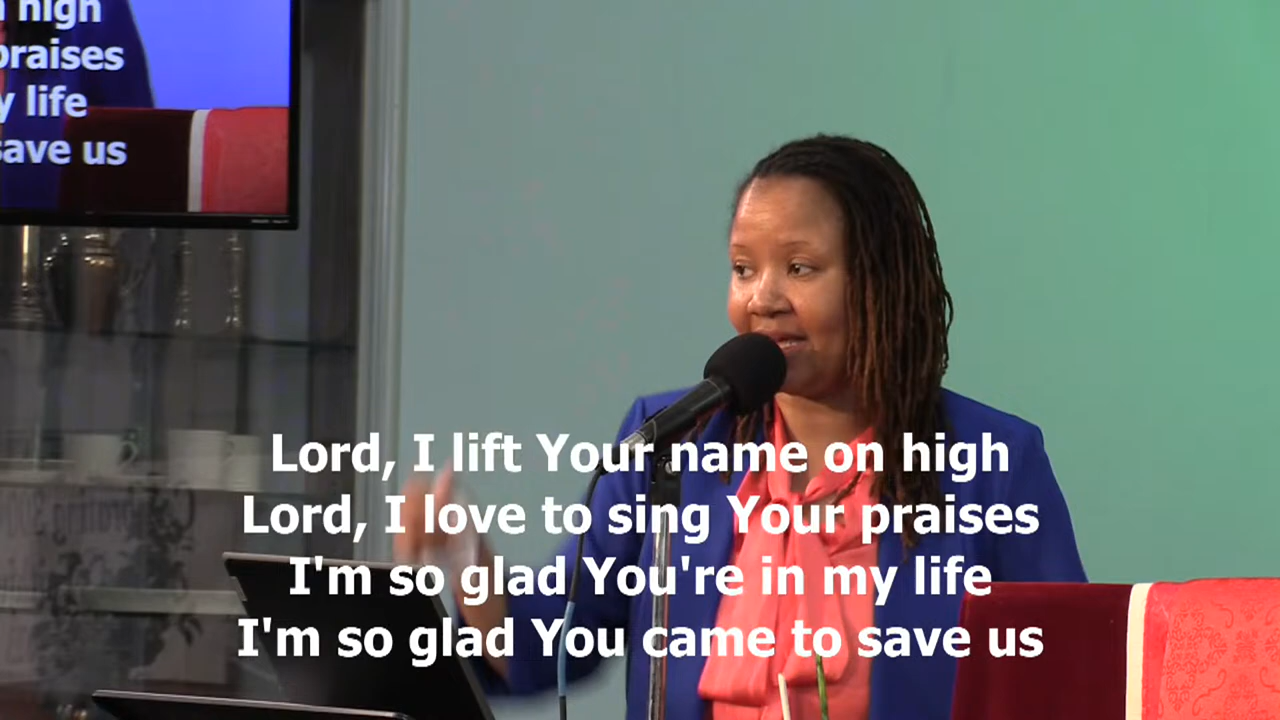 high
praises
life
save us
Lord, I lift Your name on high
Lord, I love to sing Your praises
I'm so glad You're in my life
I'm so glad You came to save us